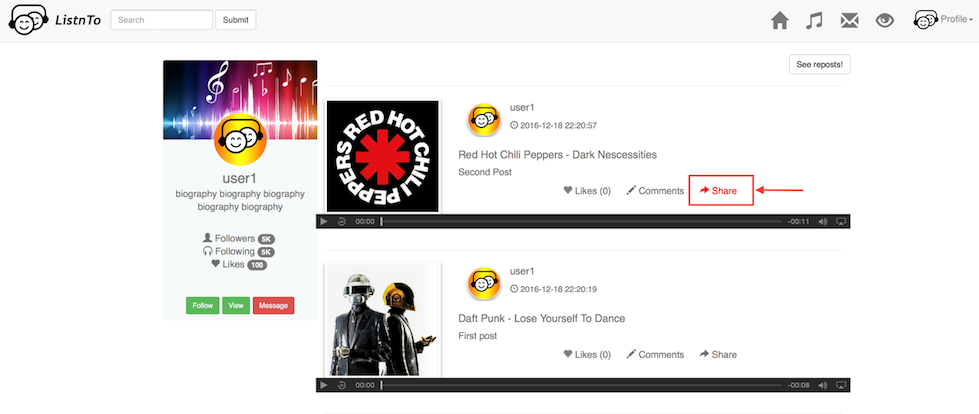 ListnTo
Search
Submit
Profile
See reposts!
user1
biography biography biography
biography biography
Followers 5K
Following 5K
Likes 100
Follow
View
Message
RED HOT CHILI PEPPERS
user1
2016-12-18 22:20:57
Red Hot Chili Peppers - Dark Nescessities
Second Post
Likes (0)
Comments
Share
00:00
-00:11
user1
2016-12-18 22:20:19
Daft Punk - Lose Yourself To Dance
First post
Likes (0)
Comments
Share
00:00
-00:08